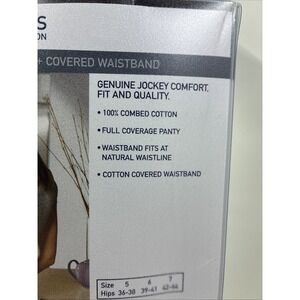 S
ON
+ COVERED WAISTBAND
GENUINE JOCKEY COMFORT,
FIT AND QUALITY.
• 100% COMBED COTTON
• FULL COVERAGE PANTY
• WAISTBAND FITS AT
NATURAL WAISTLINE
• COTTON COVERED WAISTBAND
Size 5 6 7
Hips 36-38 39-41 42-44